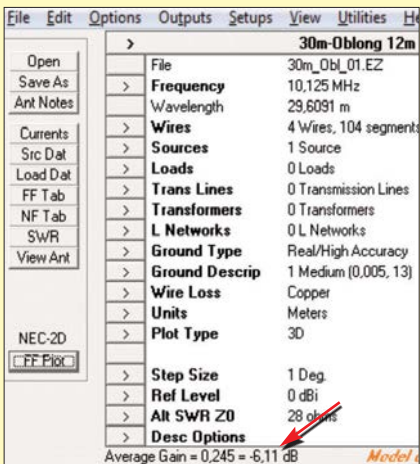 File Edit Options Outputs Setups View Utilities
> 30m-Oblong 12m
Open
Save As
Ant Notes
Currents
Src Dat
Load Dat
FF Tab
NF Tab
SWR
View Ant
NEC-2D
FF Plot
File 30m_Obl_01.EZ
> Frequency 10,125 MHz
Wavelength 29,6091 m
> Wires 4 Wires, 104 segments
> Sources 1 Source
> Loads 0 Loads
> Trans Lines 0 Transmission Lines
> Transformers 0 Transformers
> L Networks 0 L Networks
> Ground Type Real/High Accuracy
> Ground Descrip 1 Medium (0,005, 13)
> Wire Loss Copper
> Units Meters
> Plot Type 3D
> Step Size 1 Deg.
> Ref Level 0 dBi
> Alt SWR Z0 28 ohms
> Desc Options
Average Gain = 0,245 = -6,11 dB Model